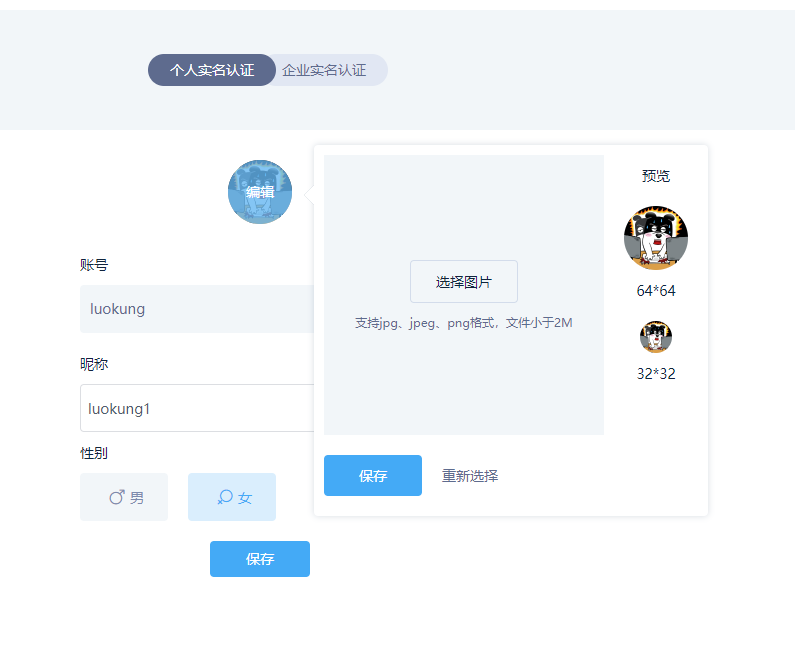 个人实名认证 企业实名认证
编辑
预览
选择图片
支持jpg、jpeg、png格式，文件小于2M
64*64
32*32
保存 重新选择
账号
luokung
昵称
luokung1
性别
男 女
保存